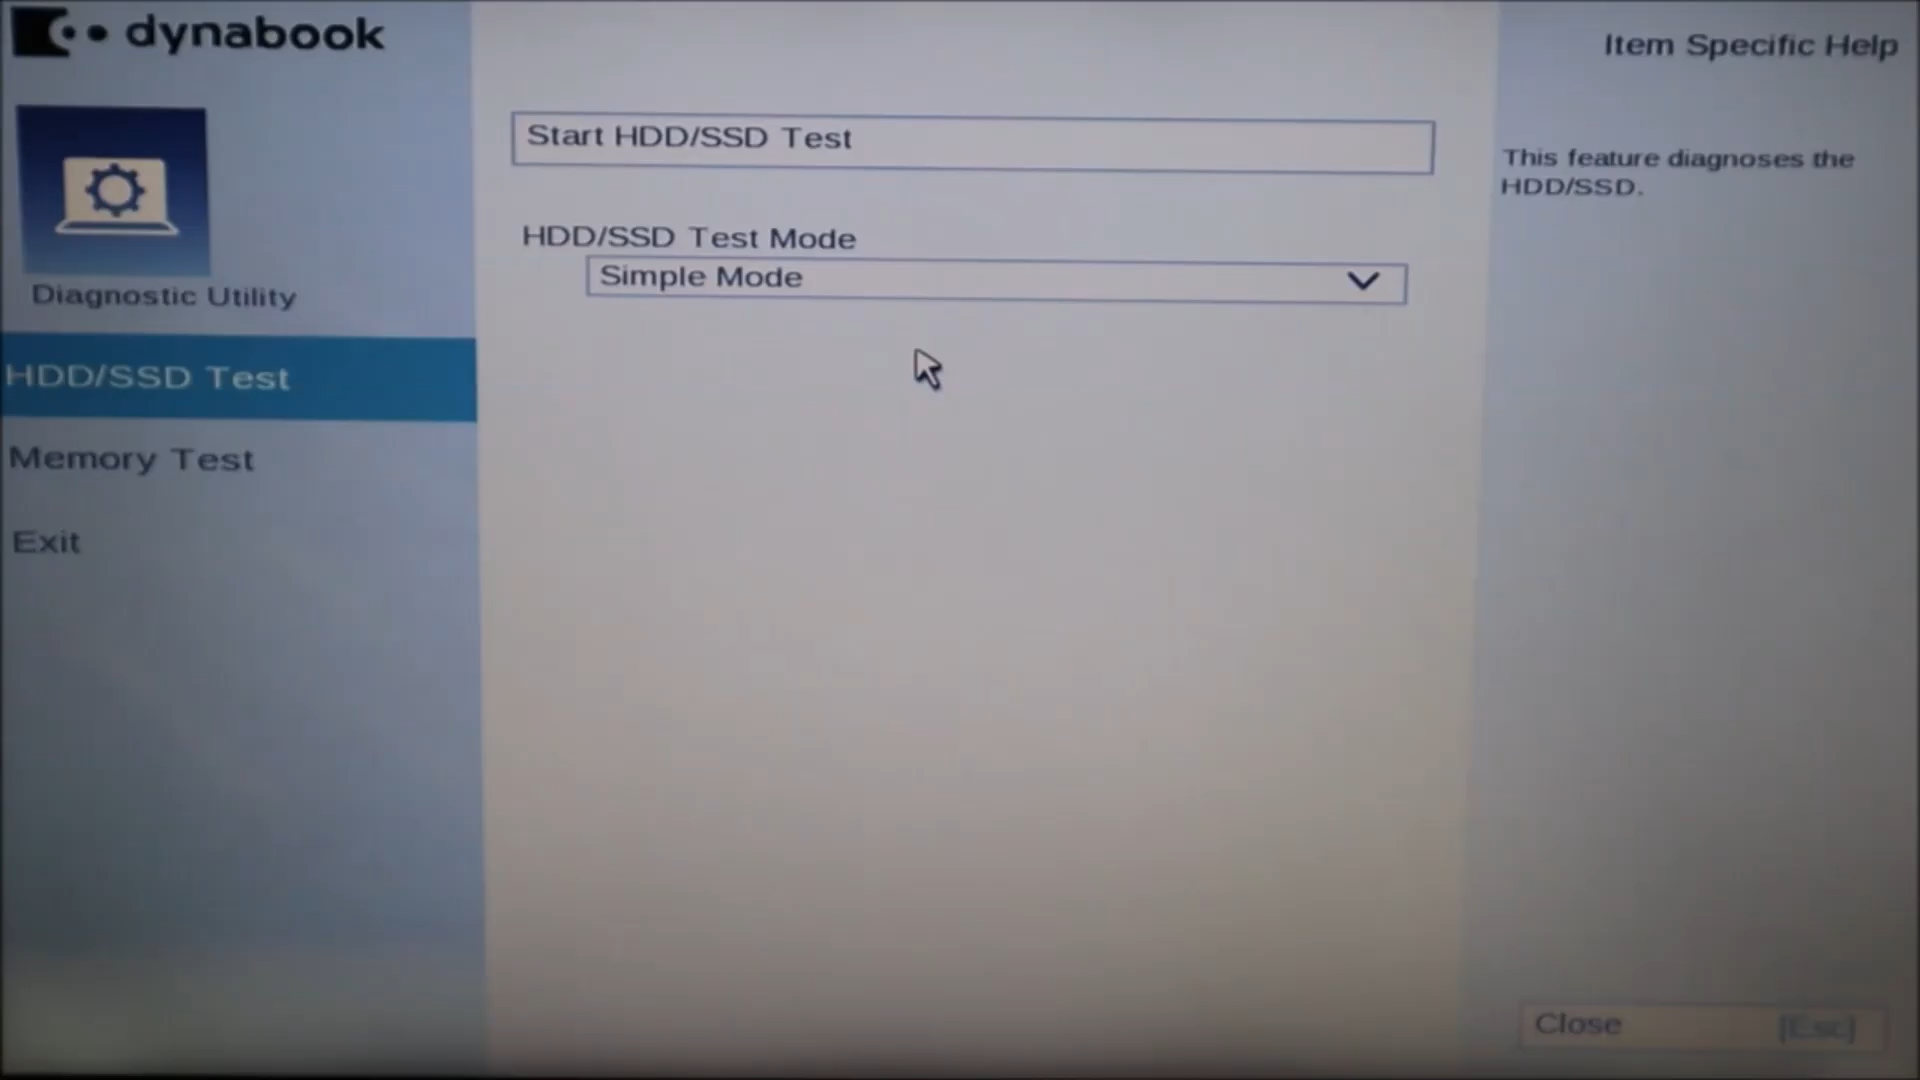 dynabook
Item Specific Help
Start HDD/SSD Test
This feature diagnoses the
HDD/SSD.
HDD/SSD Test Mode
Simple Mode
Diagnostic Utility
HDD/SSD Test
Memory Test
Exit
Close [Esc]